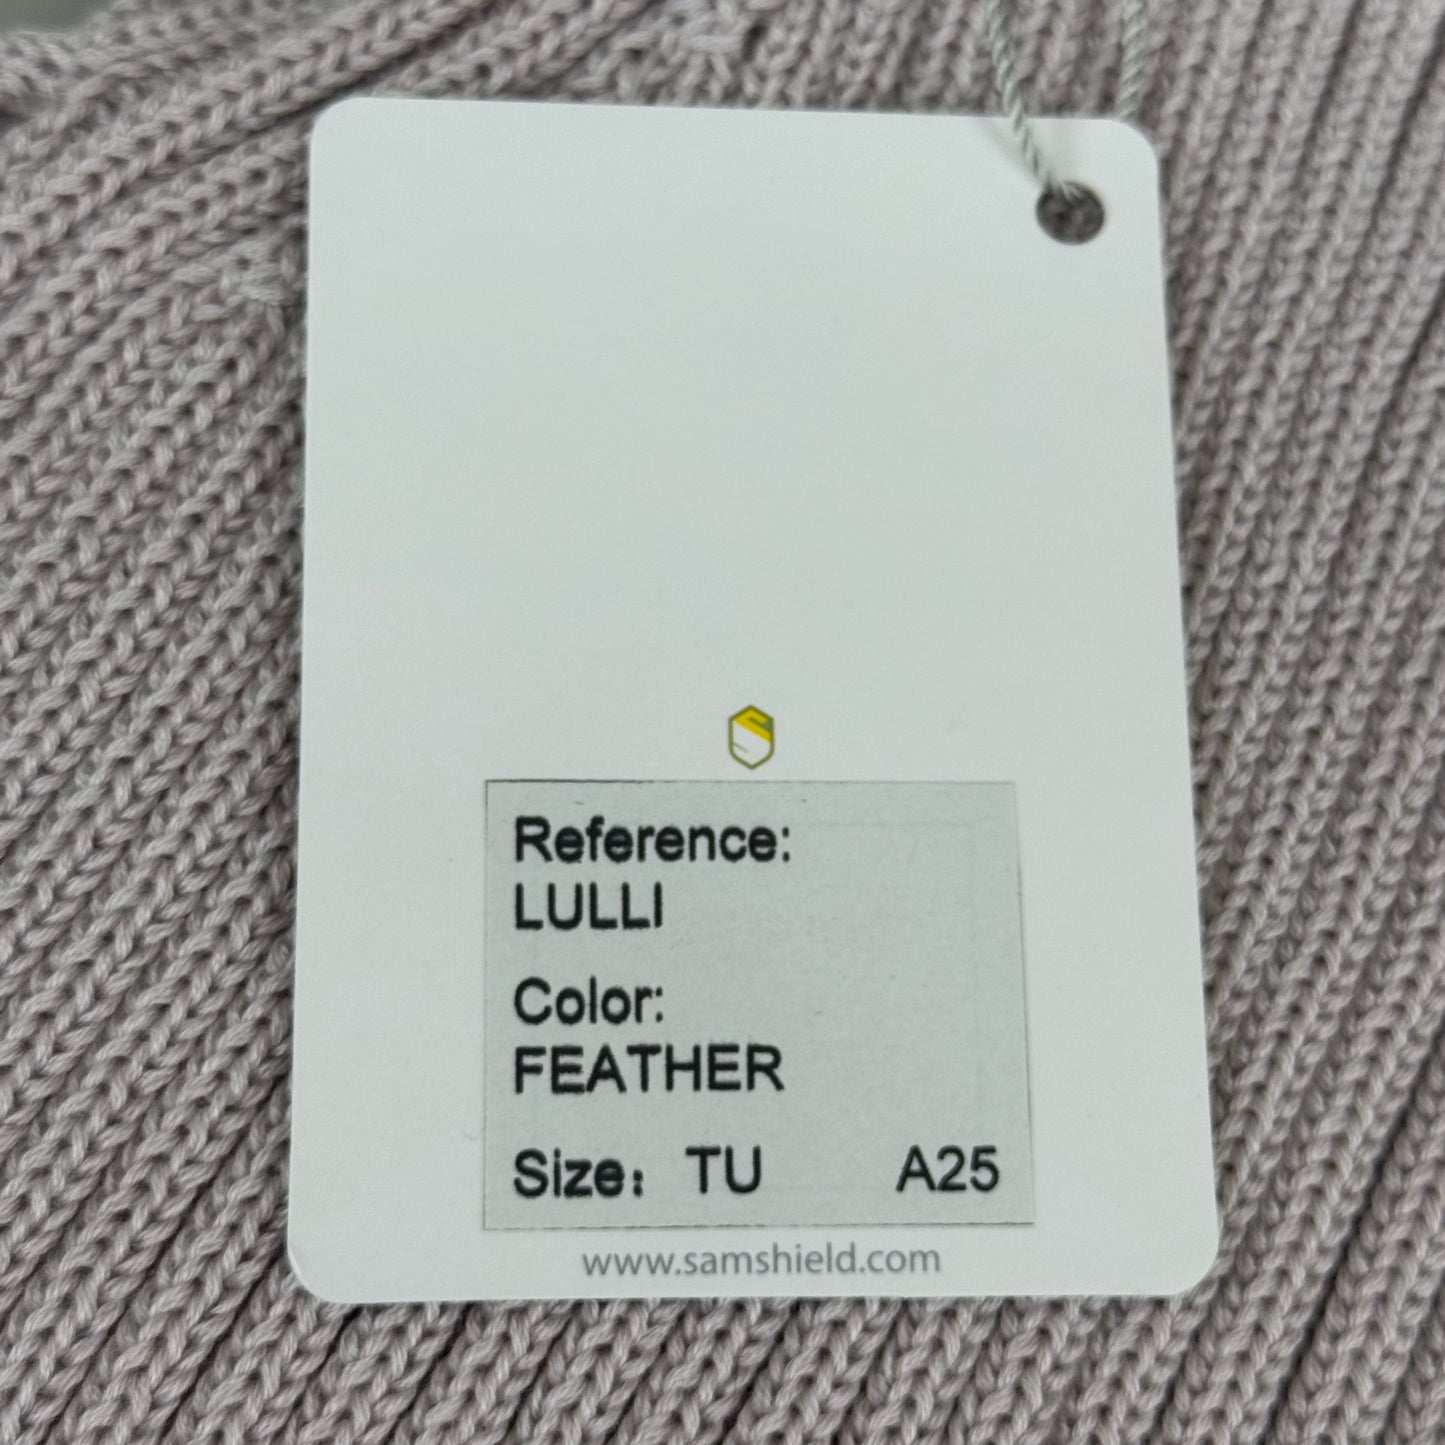 Reference:
LULLI
Color:
FEATHER
Size: TU A25
www.samshield.com